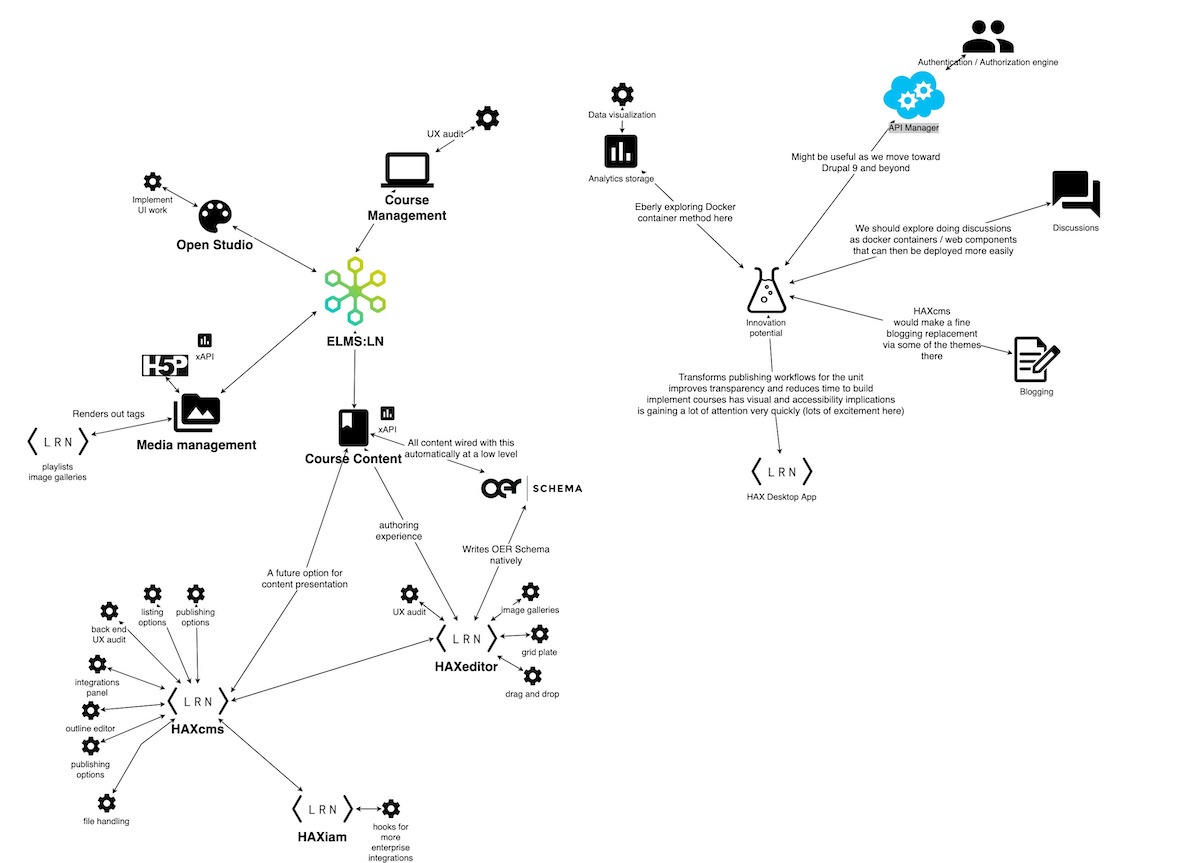 Authentication / Authorization engine
API Manager
Might be useful as we move toward
Drupal 9 and beyond
Data visualization
Analytics storage
Eberly exploring Docker
container method here
Discussions
We should explore doing discussions
as docker containers / web components
that can then be deployed more easily
Innovation
potential
HAXcms
would make a fine
blogging replacement
via some of the themes
there
Blogging
Transforms publishing workflows for the unit
improves transparency and reduces time to build
implement courses has visual and accessibility implications
is gaining a lot of attention very quickly (lots of excitement here)
LRN
HAX Desktop App
UX audit
Course
Management
Implement
UI work
Open Studio
ELMS:LN
xAPI
H5P
Renders out tags
Media management
LRN
playlists
image galleries
xAPI
Course Content
All content wired with this
automatically at a low level
oer SCHEMA
authoring
experience
Writes OER Schema
natively
A future option for
content presentation
UX audit
image galleries
LRN
HAXeditor
grid plate
drag and drop
listing
options
publishing
options
back end
UX audit
integrations
panel
LRN
HAXcms
outline editor
publishing
options
file handling
LRN
HAXiam
hooks for
more
enterprise
integrations